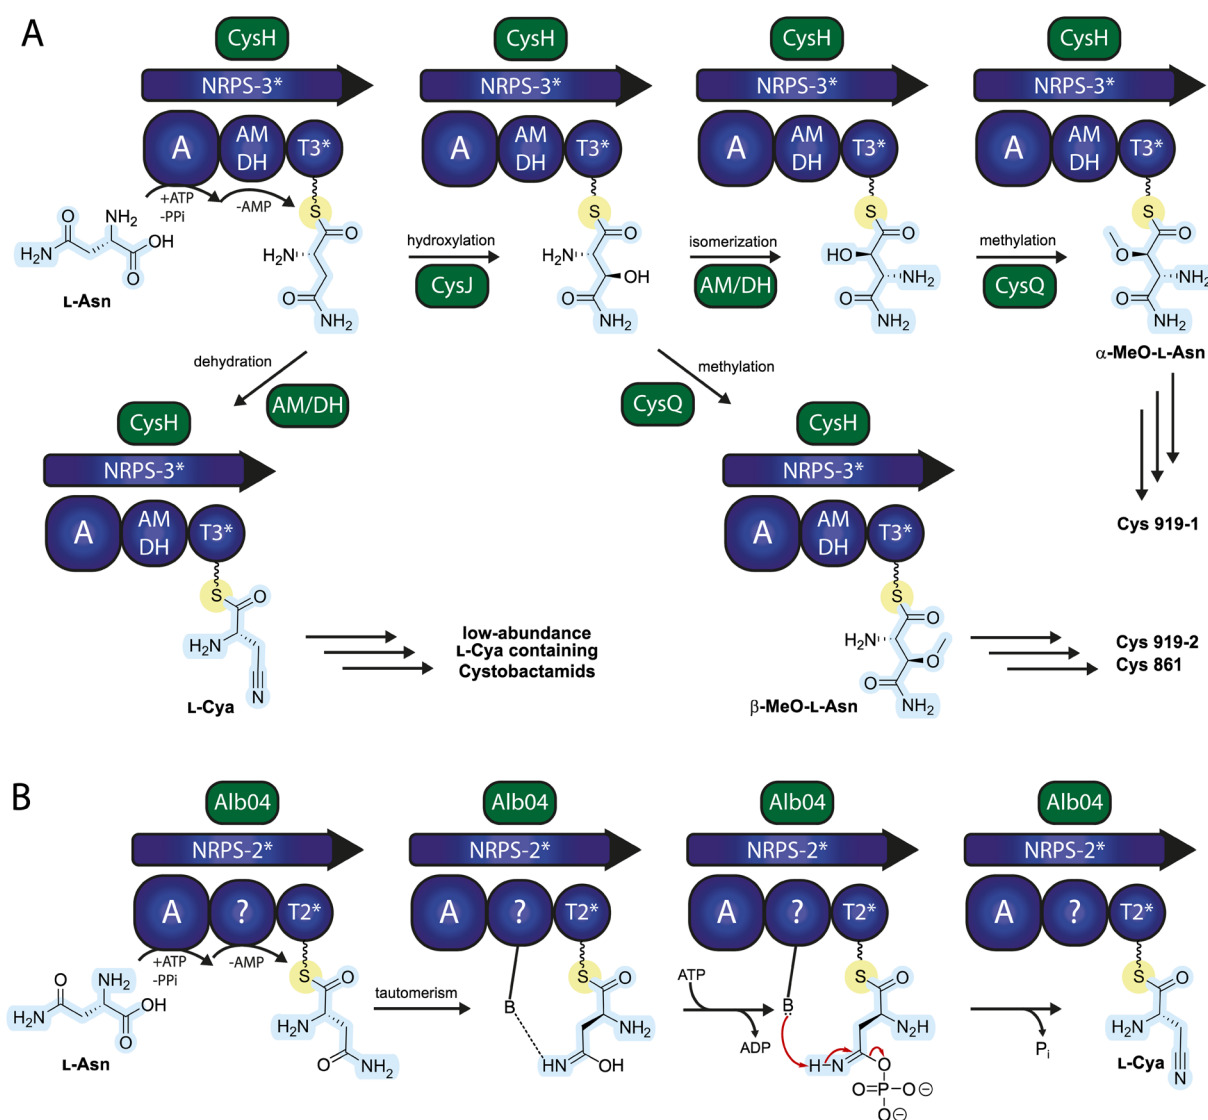 A
CysH
CysH
CysH
CysH
NRPS-3*
NRPS-3*
NRPS-3*
NRPS-3*
A
AM
DH
T3*
A
AM
DH
T3*
A
AM
DH
T3*
A
AM
DH
T3*
+ATP
-PPi
-AMP
O
NH₂
H₂N
OH
O
L-Asn
S
O
H₂N
O
NH₂
hydroxylation
CysJ
S
O
H₂N
OH
O
NH₂
isomerization
AM/DH
S
O
HO
NH₂
O
NH₂
methylation
CysQ
S
O
O
NH₂
O
NH₂
α-MeO-L-Asn
dehydration
AM/DH
methylation
CysQ
CysH
NRPS-3*
A
AM
DH
T3*
S
O
H₂N
N
L-Cya
low-abundance
L-Cya containing
Cystobactamids
CysH
NRPS-3*
A
AM
DH
T3*
S
O
H₂N
O
O
NH₂
β-MeO-L-Asn
Cys 919-1
Cys 919-2
Cys 861
B
Alb04
Alb04
Alb04
Alb04
NRPS-2*
NRPS-2*
NRPS-2*
NRPS-2*
A
?
T2*
A
?
T2*
A
?
T2*
A
?
T2*
+ATP
-PPi
-AMP
O
NH₂
H₂N
OH
O
L-Asn
S
O
H₂N
O
NH₂
tautomerism
B
S
O
NH₂
HN
OH
ATP
ADP
B:
S
O
N₂H
H-N
O
O=P-O⊖
O⊖
Pi
S
O
H₂N
N
L-Cya